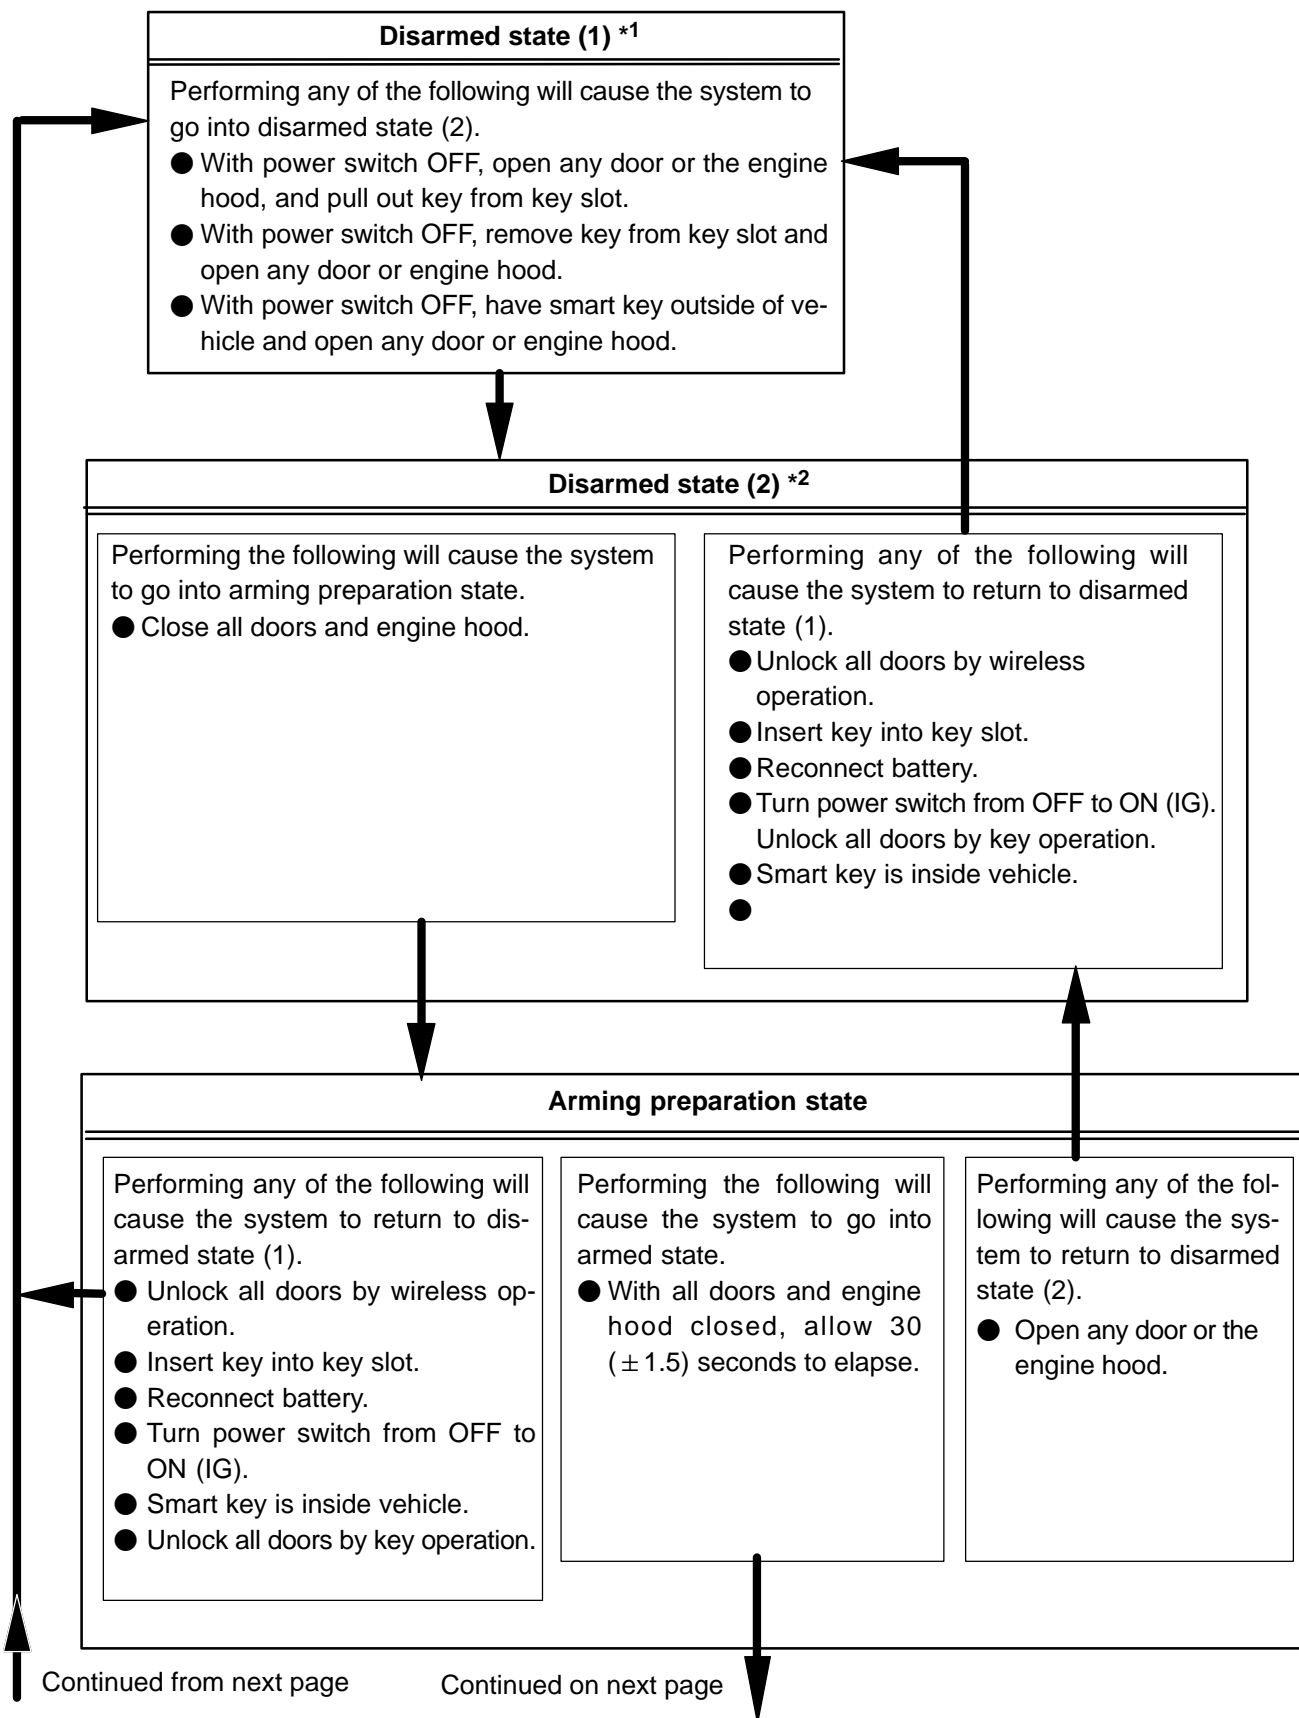 Disarmed state (1) *1
Performing any of the following will cause the system to
go into disarmed state (2).
● With power switch OFF, open any door or the engine
hood, and pull out key from key slot.
● With power switch OFF, remove key from key slot and
open any door or engine hood.
● With power switch OFF, have smart key outside of ve-
hicle and open any door or engine hood.
Disarmed state (2) *2
Performing the following will cause the system
to go into arming preparation state.
● Close all doors and engine hood.
Performing any of the following will
cause the system to return to disarmed
state (1).
● Unlock all doors by wireless
operation.
● Insert key into key slot.
● Reconnect battery.
● Turn power switch from OFF to ON (IG).
Unlock all doors by key operation.
● Smart key is inside vehicle.
●
Arming preparation state
Performing any of the following will
cause the system to return to dis-
armed state (1).
● Unlock all doors by wireless op-
eration.
● Insert key into key slot.
● Reconnect battery.
● Turn power switch from OFF to
ON (IG).
● Smart key is inside vehicle.
● Unlock all doors by key operation.
Performing the following will
cause the system to go into
armed state.
● With all doors and engine
hood closed, allow 30
(±1.5) seconds to elapse.
Performing any of the fol-
lowing will cause the sys-
tem to return to disarmed
state (2).
● Open any door or the
engine hood.
Continued from next page
Continued on next page